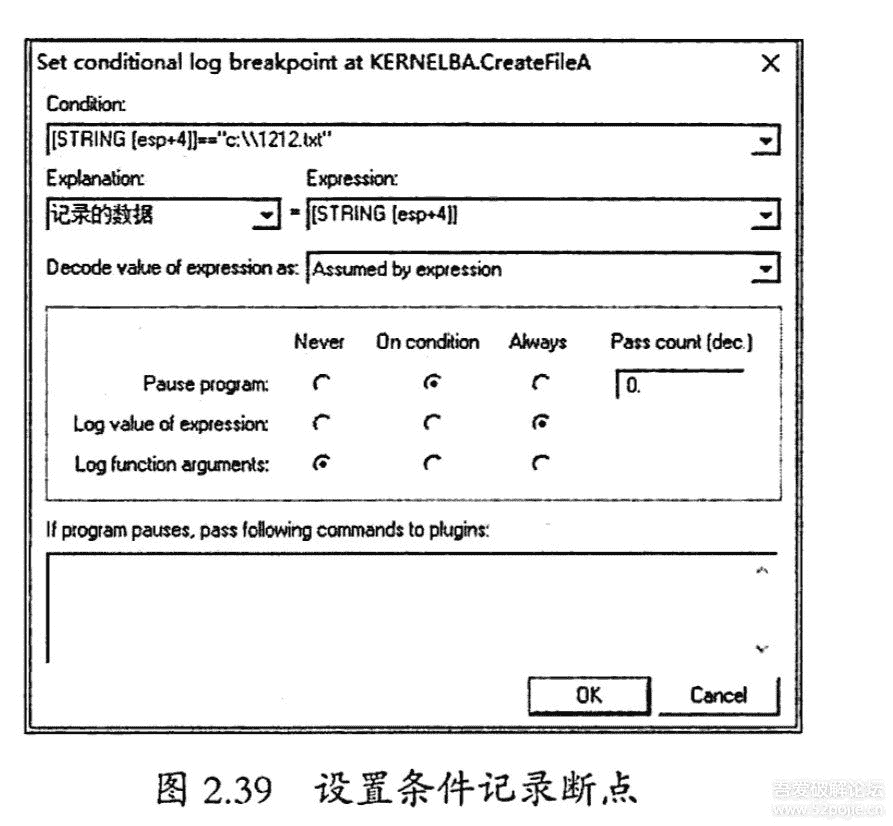 Set conditional log breakpoint at KERNELBA.CreateFileA
Condition:
[STRING [esp+4]]=="c:\\1212.txt"
Explanation: Expression:
记录的数据 = [STRING [esp+4]]
Decode value of expression as: Assumed by expression
Never On condition Always Pass count (dec.)
Pause program: 0.
Log value of expression:
Log function arguments:
If program pauses, pass following commands to plugins:
OK Cancel
图 2.39 设置条件记录断点
吾爱破解论坛
www.52pojie.cn